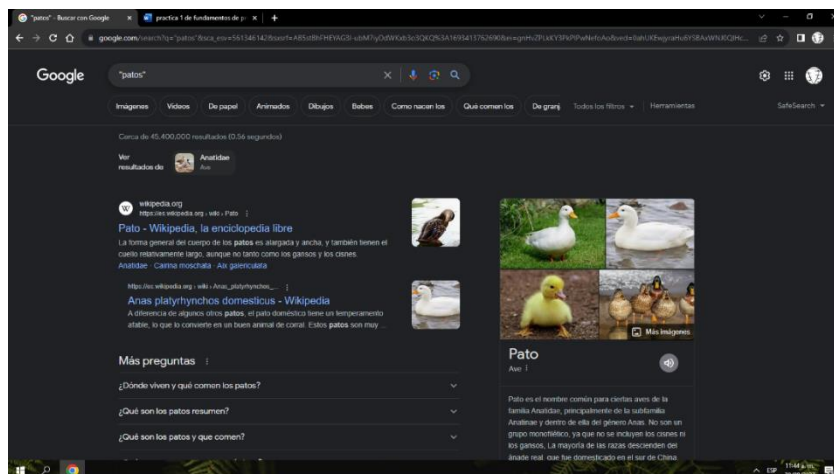 "patos" - Buscar con Google
practica 1 de fundamentos de pr
Google
"patos"
Imágenes
Videos
De papel
Animados
Dibujos
Bebes
Como nacen los
Qué comen los
De granj
Todos los filtros
Herramientas
SafeSearch
Cerca de 45,400,000 resultados (0.56 segundos)
Ver
resultados de
Anatidae
Ave
wikipedia.org
https://es.wikipedia.org › wiki › Pato
Pato - Wikipedia, la enciclopedia libre
La forma general del cuerpo de los patos es alargada y ancha, y también tienen el
cuello relativamente largo, aunque no tanto como los gansos y los cisnes.
Anatidae · Cairina moschata · Aix galericulata
https://es.wikipedia.org › wiki › Anas_platyrhynchos_...
Anas platyrhynchos domesticus - Wikipedia
A diferencia de algunos otros patos, el pato doméstico tiene un temperamento
afable, lo que lo convierte en un buen animal de corral. Estos patos son muy ...
Más preguntas
¿Dónde viven y qué comen los patos?
¿Qué son los patos resumen?
¿Qué son los patos y que comen?
Más imágenes
Pato
Ave
Pato es el nombre común para ciertas aves de la
familia Anatidae, principalmente de la subfamilia
Anatinae y dentro de ella del género Anas. No son un
grupo monofilético, ya que no se incluyen los cisnes ni
los gansos. La mayoría de las razas descienden del
ánade real, que fue domesticado en el sur de China.
ESP